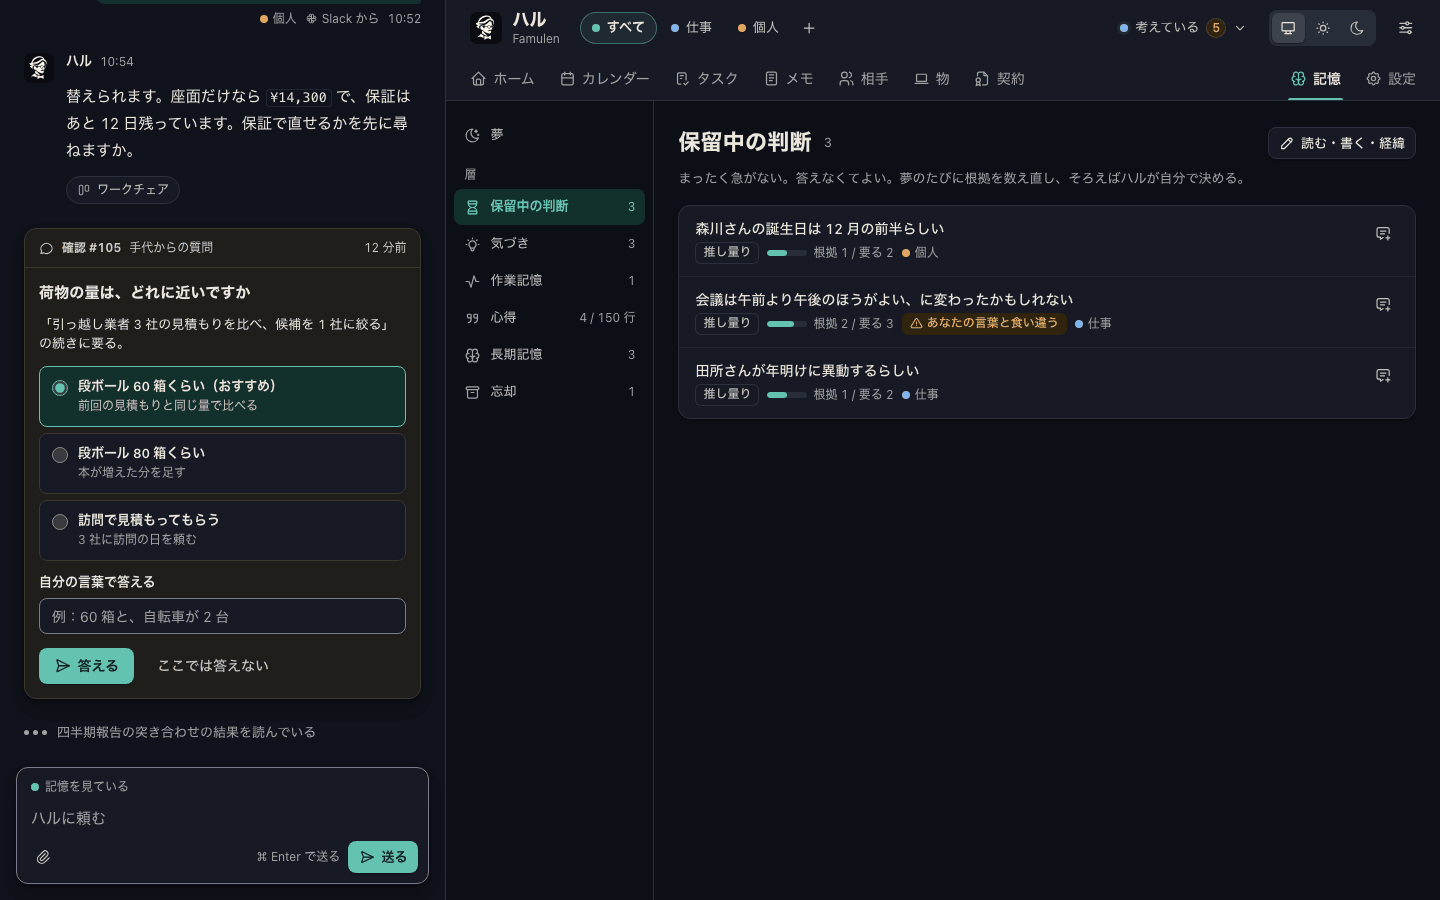 個人 Slack から 10:52
ハル 10:54
替えられます。座面だけなら ¥14,300 で、保証は
あと 12 日残っています。保証で直せるかを先に尋
ねますか。
ワークチェア
確認 #105 手代からの質問 12 分前
荷物の量は、どれに近いですか
「引っ越し業者 3 社の見積もりを比べ、候補を 1 社に絞る」
の続きに要る。
段ボール 60 箱くらい（おすすめ）
前回の見積もりと同じ量で比べる
段ボール 80 箱くらい
本が増えた分を足す
訪問で見積もってもらう
3 社に訪問の日を頼む
自分の言葉で答える
例：60 箱と、自転車が 2 台
答える ここでは答えない
四半期報告の突き合わせの結果を読んでいる
記憶を見ている
ハルに頼む
⌘ Enter で送る 送る
ハル
Famulen
すべて 仕事 個人 +
考えている 5
ホーム カレンダー タスク メモ 相手 物 契約 記憶 設定
夢
層
保留中の判断 3
気づき 3
作業記憶 1
心得 4 / 150 行
長期記憶 3
忘却 1
保留中の判断 3
読む・書く・経緯
まったく急がない。答えなくてよい。夢のたびに根拠を数え直し、そろえばハルが自分で決める。
森川さんの誕生日は 12 月の前半らしい
推し量り 根拠 1 / 要る 2 個人
会議は午前より午後のほうがよい、に変わったかもしれない
推し量り 根拠 2 / 要る 3 あなたの言葉と食い違う 仕事
田所さんが年明けに異動するらしい
推し量り 根拠 1 / 要る 2 仕事